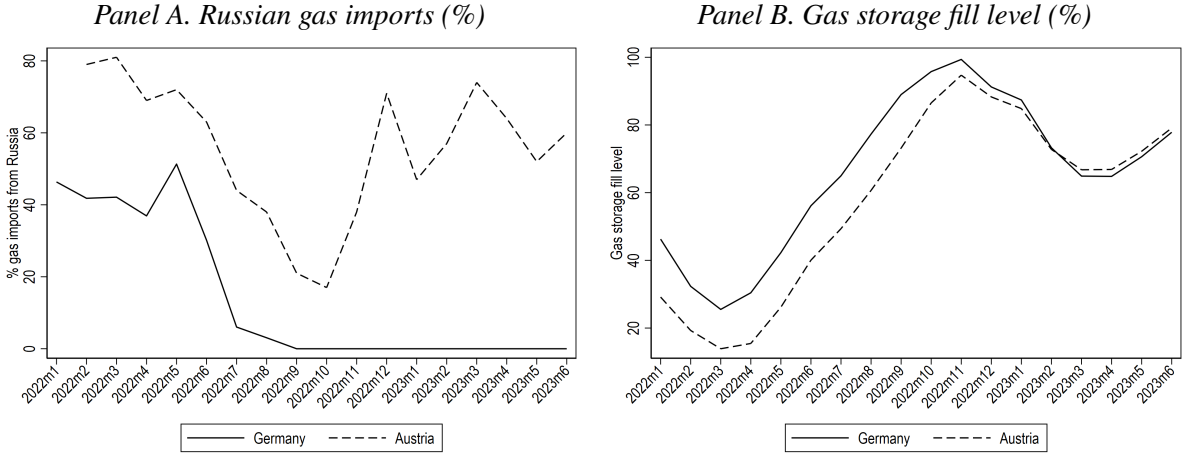 Panel A. Russian gas imports (%)
% gas imports from Russia
80
60
40
20
0
2022m1
2022m2
2022m3
2022m4
2022m5
2022m6
2022m7
2022m8
2022m9
2022m10
2022m11
2022m12
2023m1
2023m2
2023m3
2023m4
2023m5
2023m6
Germany Austria
Panel B. Gas storage fill level (%)
Gas storage fill level
100
80
60
40
20
2022m1
2022m2
2022m3
2022m4
2022m5
2022m6
2022m7
2022m8
2022m9
2022m10
2022m11
2022m12
2023m1
2023m2
2023m3
2023m4
2023m5
2023m6
Germany Austria